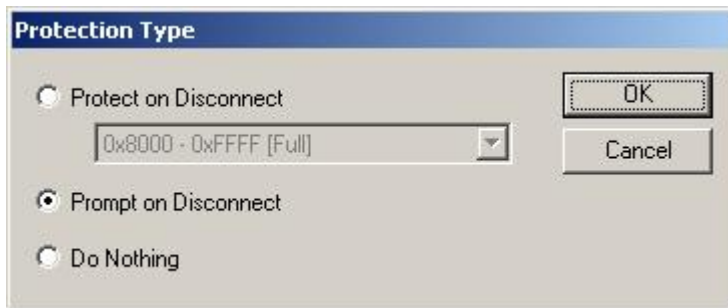 Protection Type
Protect on Disconnect
OK
0x8000 - 0xFFFF [Full]
Cancel
Prompt on Disconnect
Do Nothing